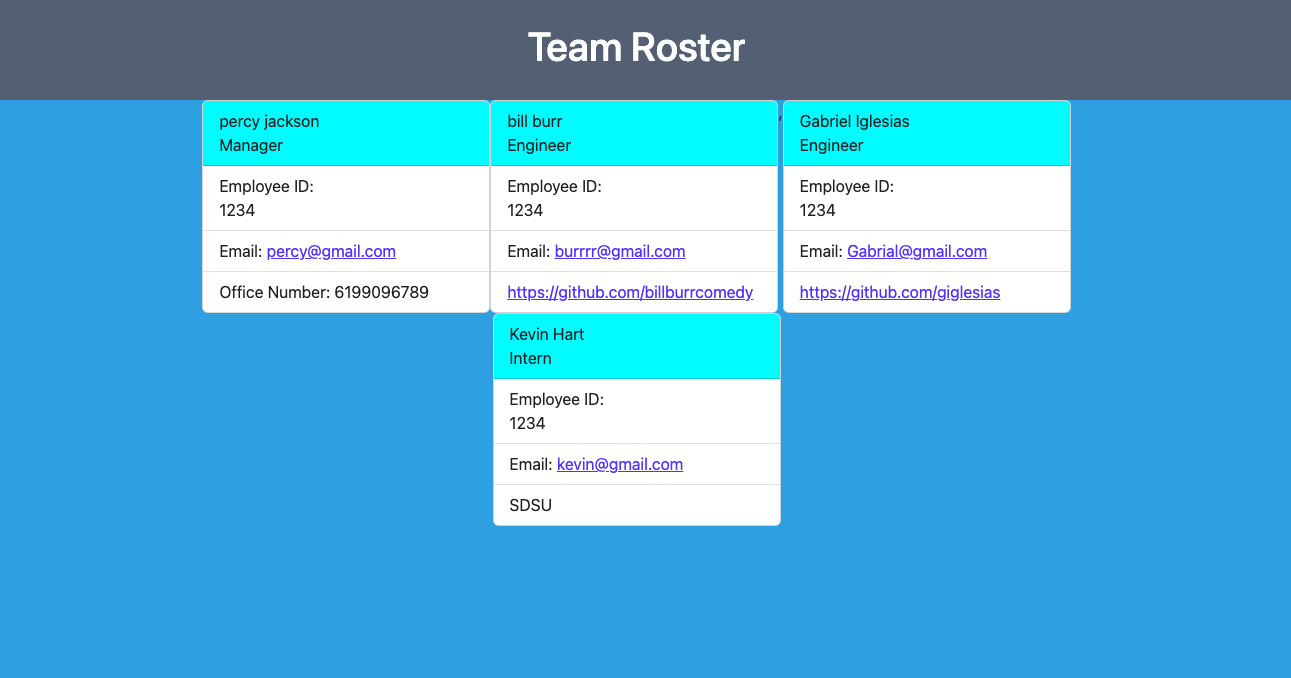 Team Roster
percy jackson
Manager
Employee ID:
1234
Email: percy@gmail.com
Office Number: 6199096789
bill burr
Engineer
Employee ID:
1234
Email: burrrr@gmail.com
https://github.com/billburrcomedy
,
Gabriel Iglesias
Engineer
Employee ID:
1234
Email: Gabrial@gmail.com
https://github.com/giglesias
Kevin Hart
Intern
Employee ID:
1234
Email: kevin@gmail.com
SDSU